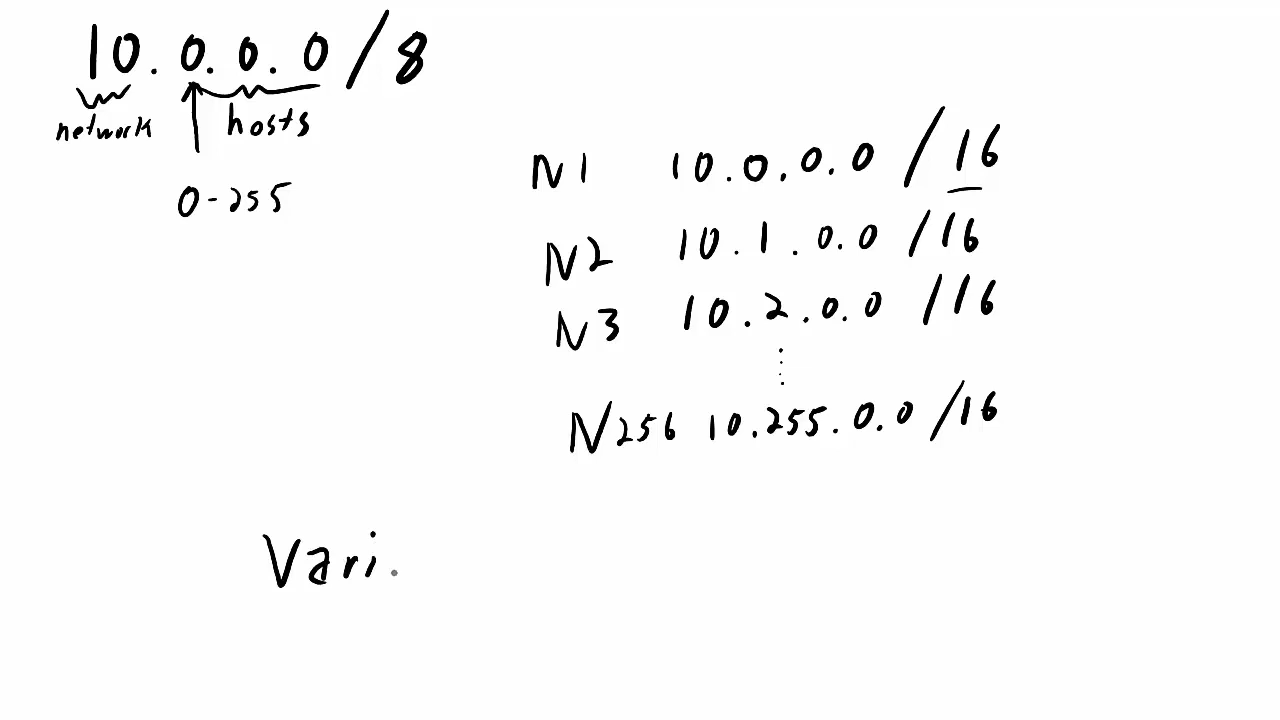 10.0.0.0/8
network hosts
0-255
N1 10.0.0.0/16
N2 10.1.0.0/16
N3 10.2.0.0/16
N256 10.255.0.0/16
Vari